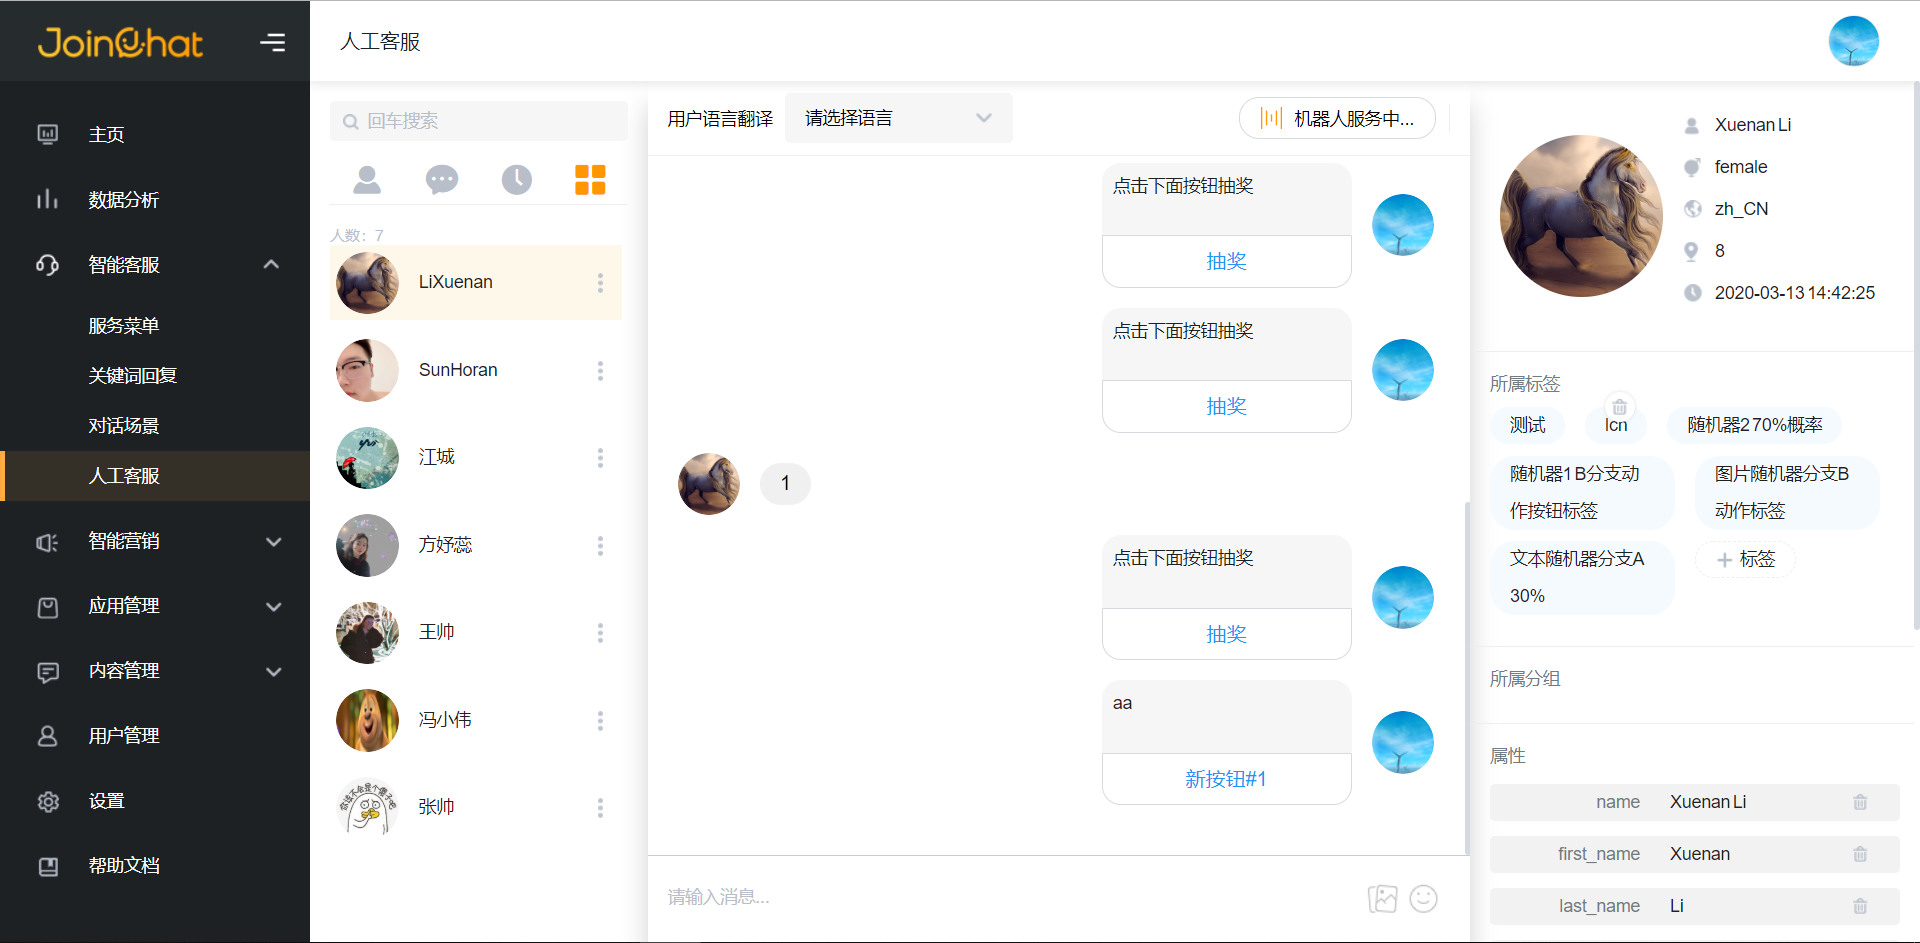 JoinChat
主页
数据分析
智能客服
服务菜单
关键词回复
对话场景
人工客服
智能营销
应用管理
内容管理
用户管理
设置
帮助文档
人工客服
回车搜索
人数：7
LiXuenan
SunHoran
江城
方妤蕊
王帅
冯小伟
张帅
用户语言翻译
请选择语言
机器人服务中...
点击下面按钮抽奖
抽奖
点击下面按钮抽奖
抽奖
1
点击下面按钮抽奖
抽奖
aa
新按钮#1
请输入消息...
Xuenan Li
female
zh_CN
8
2020-03-13 14:42:25
所属标签
测试
lcn
随机器2 70%概率
随机器1 B分支动
作按钮标签
图片随机器分支B
动作标签
文本随机器分支A
30%
标签
所属分组
属性
name Xuenan Li
first_name Xuenan
last_name Li